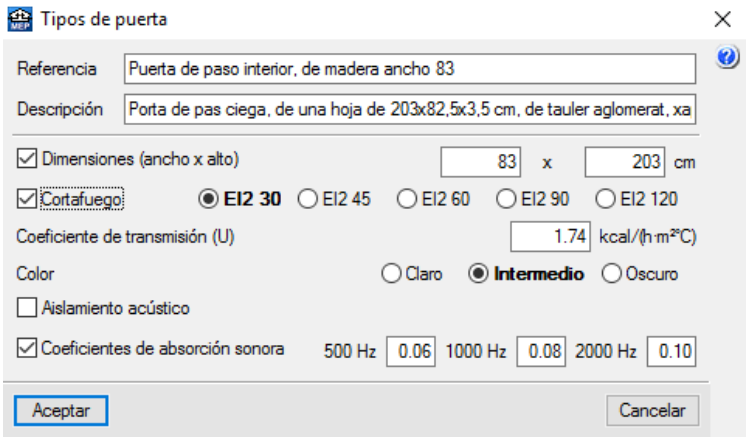 MEP Tipos de puerta
Referencia Puerta de paso interior, de madera ancho 83
Descripción Porta de pas ciega, de una hoja de 203x82,5x3,5 cm, de tauler aglomerat, xa
Dimensiones (ancho x alto) 83 x 203 cm
Cortafuego EI2 30 EI2 45 EI2 60 EI2 90 EI2 120
Coeficiente de transmisión (U) 1.74 kcal/(h·m²°C)
Color Claro Intermedio Oscuro
Aislamiento acústico
Coeficientes de absorción sonora 500 Hz 0.06 1000 Hz 0.08 2000 Hz 0.10
Aceptar Cancelar